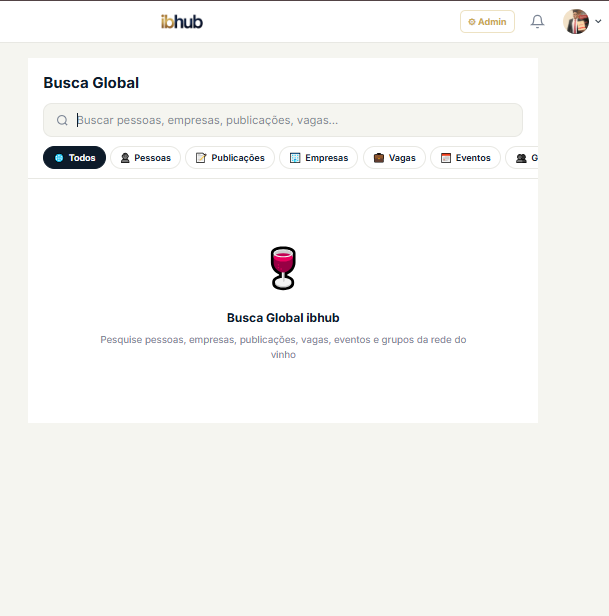 ibhub
Admin
Busca Global
Buscar pessoas, empresas, publicações, vagas...
Todos
Pessoas
Publicações
Empresas
Vagas
Eventos
G
Busca Global ibhub
Pesquise pessoas, empresas, publicações, vagas, eventos e grupos da rede do
vinho